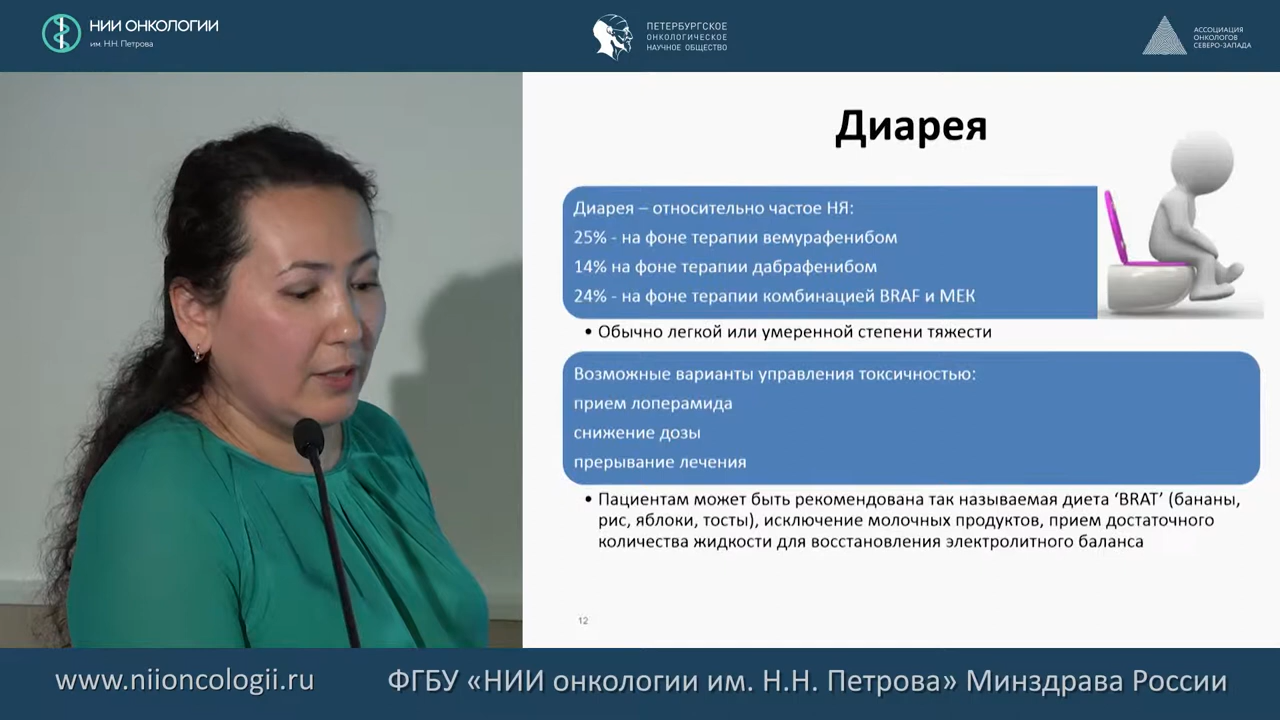 НИИ ОНКОЛОГИИ
им. Н.Н. Петрова
ПЕТЕРБУРГСКОЕ
ОНКОЛОГИЧЕСКОЕ
НАУЧНОЕ ОБЩЕСТВО
АССОЦИАЦИЯ
ОНКОЛОГОВ
СЕВЕРО-ЗАПАДА
Диарея
Диарея – относительно частое НЯ:
25% - на фоне терапии вемурафенибом
14% на фоне терапии дабрафенибом
24% - на фоне терапии комбинацией BRAF и МЕК
• Обычно легкой или умеренной степени тяжести
Возможные варианты управления токсичностью:
прием лоперамида
снижение дозы
прерывание лечения
• Пациентам может быть рекомендована так называемая диета ‘BRAT’ (бананы,
рис, яблоки, тосты), исключение молочных продуктов, прием достаточного
количества жидкости для восстановления электролитного баланса
12
www.niioncologii.ru
ФГБУ «НИИ онкологии им. Н.Н. Петрова» Минздрава России